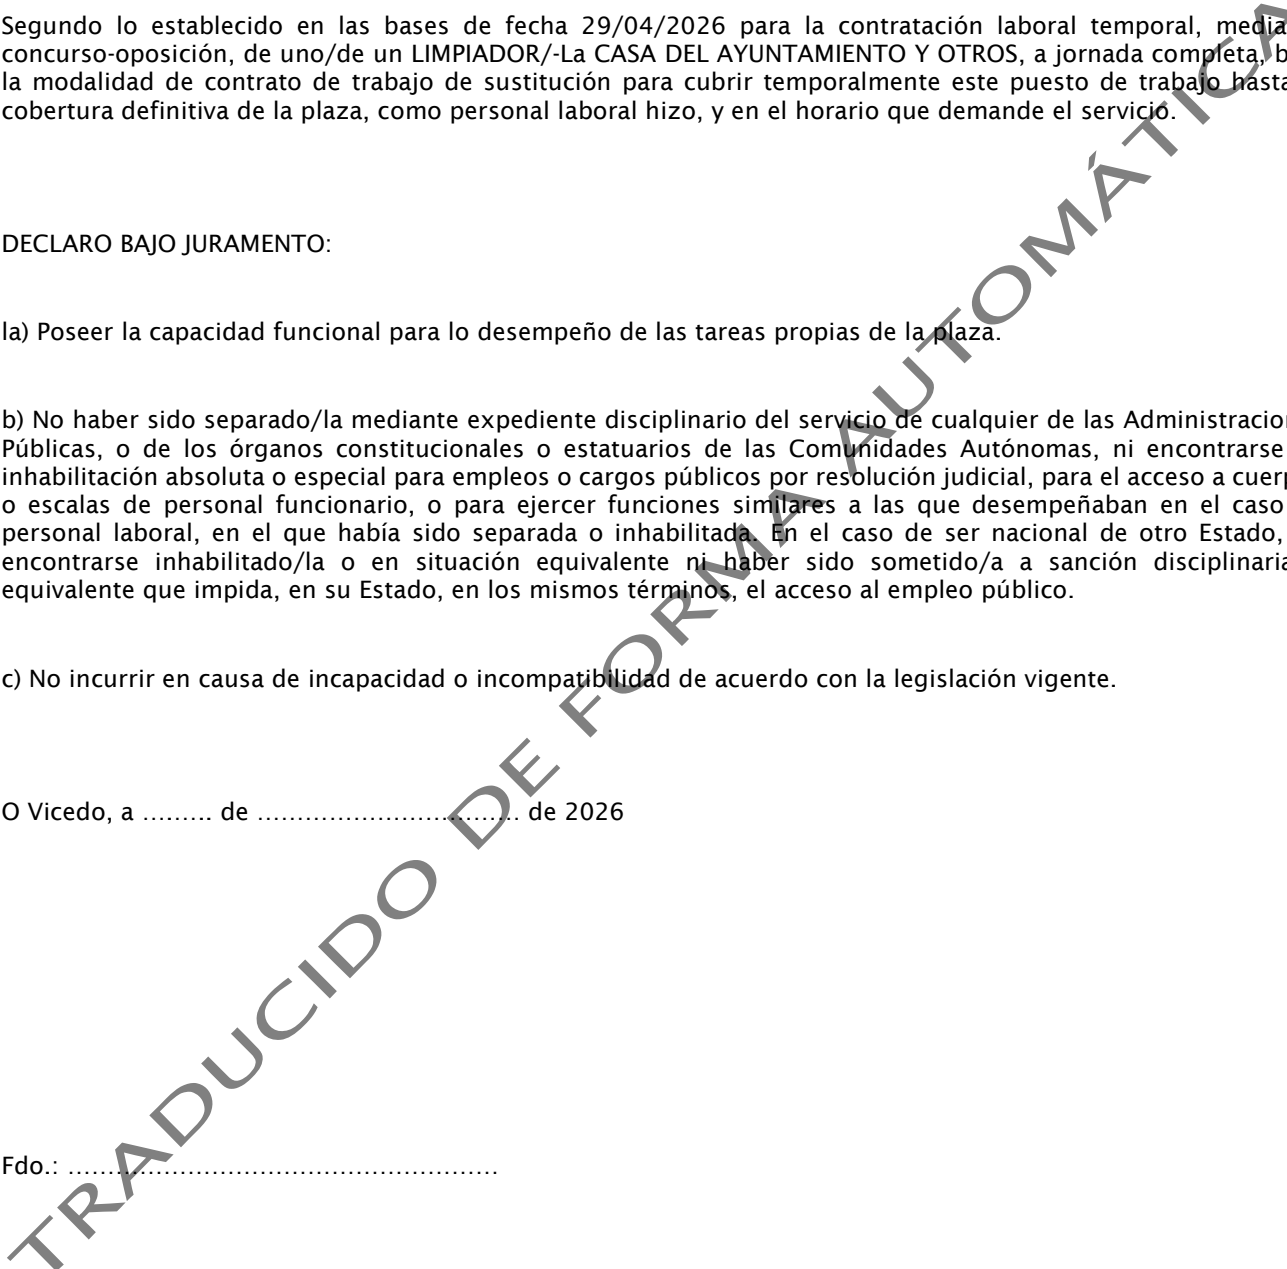 Segundo lo establecido en las bases de fecha 29/04/2026 para la contratación laboral temporal,
concurso-oposición, de uno/de un LIMPIADOR/-La CASA DEL AYUNTAMIENTO Y OTROS, a jornada completa,
la modalidad de contrato de trabajo de sustitución para cubrir temporalmente este puesto de trabajo hasta
cobertura definitiva de la plaza, como personal laboral hizo, y en el horario que demande el servicio.
DECLARO BAJO JURAMENTO:
la) Poseer la capacidad funcional para lo desempeño de las tareas propias de la plaza.
b) No haber sido separado/la mediante expediente disciplinario del servicio de cualquier de las
Públicas, o de los órganos constitucionales o estatuarios de las Comunidades Autónomas, ni encontrarse
inhabilitación absoluta o especial para empleos o cargos públicos por resolución judicial, para el acceso a
o escalas de personal funcionario, o para ejercer funciones similares a las que desempeñaban en el caso
personal laboral, en el que había sido separada o inhabilitada. En el caso de ser nacional de otro Estado,
encontrarse inhabilitado/la o en situación equivalente ni haber sido sometido/a a sanción disciplinaria
equivalente que impida, en su Estado, en los mismos términos, el acceso al empleo público.
c) No incurrir en causa de incapacidad o incompatibilidad de acuerdo con la legislación vigente.
O Vicedo, a ......... de ................................. de 2026
Fdo.: ......................................................
TRADUCIDO DE FORMA AUTOMÁTICA